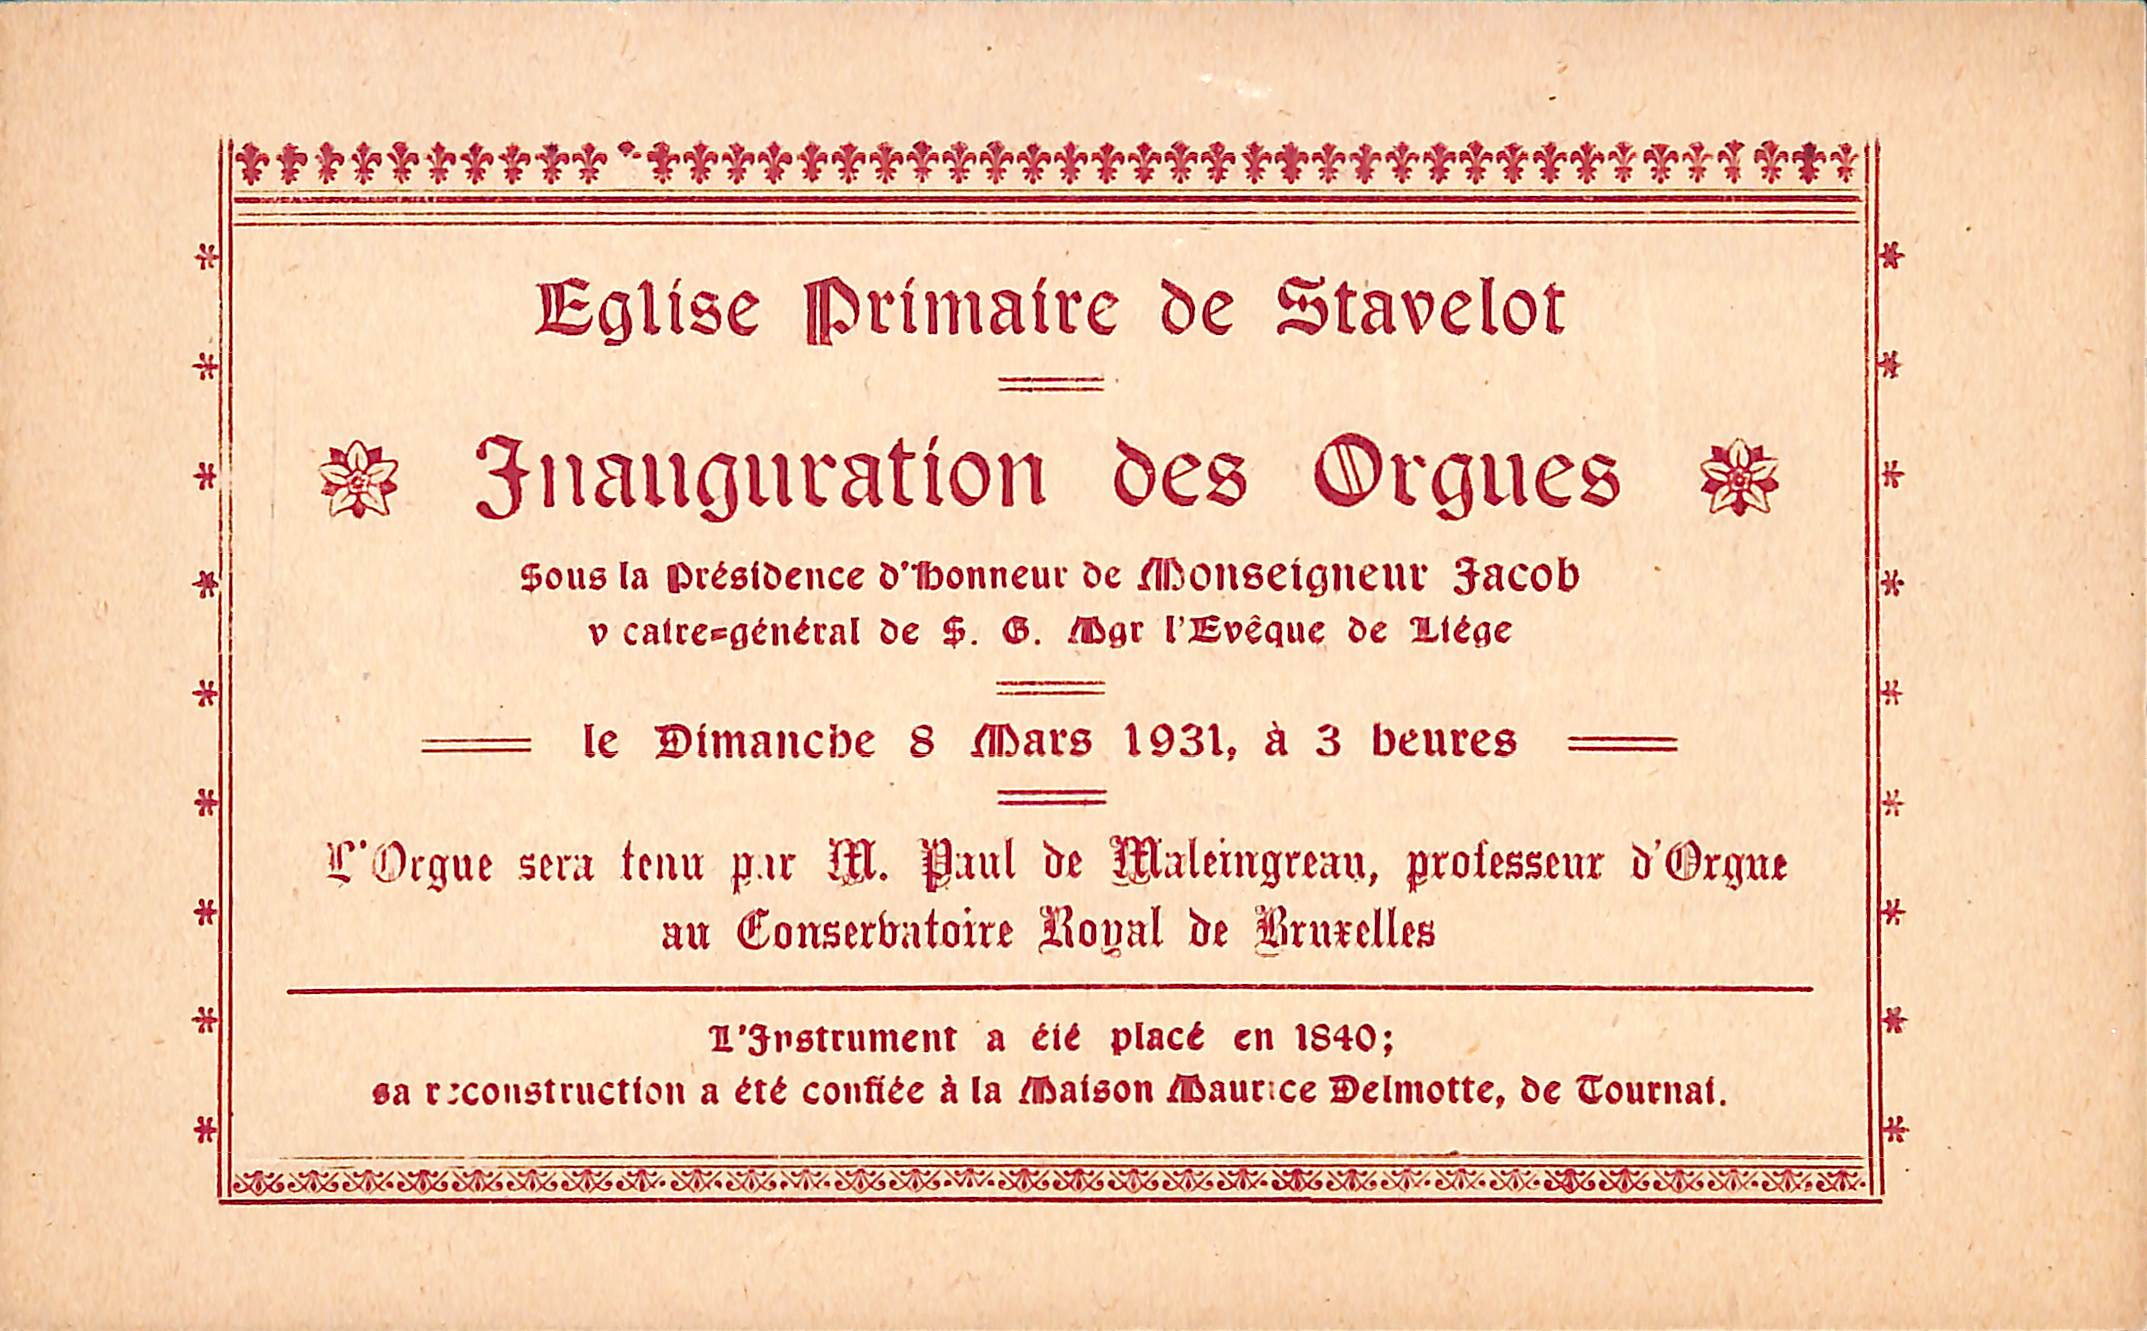 Eglise Primaire de Stavelot
Inauguration des Orgues
Sous la Présidence d'honneur de Monseigneur Jacob
v caire=général de S. G. Mgr l'Evêque de Liége
le Dimanche 8 Mars 1931, à 3 heures
L'Orgue sera tenu par M. Paul de Maleingreau, professeur d'Orgue
au Conservatoire Royal de Bruxelles
L'Instrument a été placé en 1840;
sa reconstruction a été confiée à la Maison Maurice Delmotte, de Tournai.